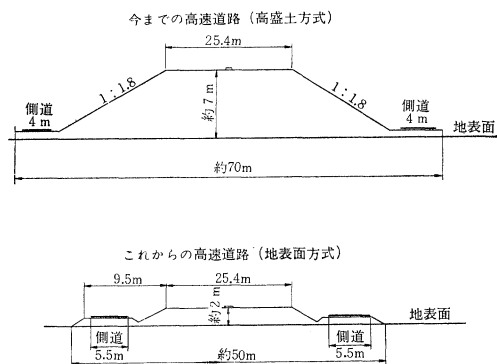 今までの高速道路(高盛土方式)
25.4m
1:1.8
約7m
1:1.8
側道
4m
側道
4m
地表面
約70m
これからの高速道路(地表面方式)
9.5m
25.4m
約2m
地表面
側道
5.5m
側道
5.5m
約50m